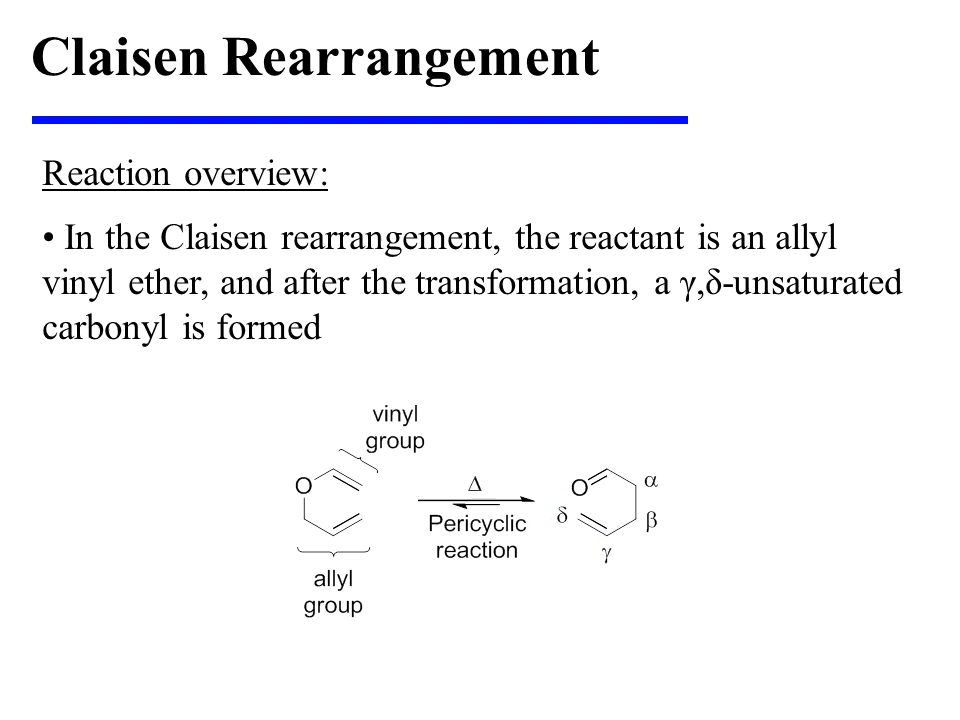 Claisen Rearrangement
Reaction overview:
• In the Claisen rearrangement, the reactant is an allyl
vinyl ether, and after the transformation, a γ,δ-unsaturated
carbonyl is formed
vinyl
group
O
Δ
O
α
δ
β
Pericyclic
reaction
γ
allyl
group